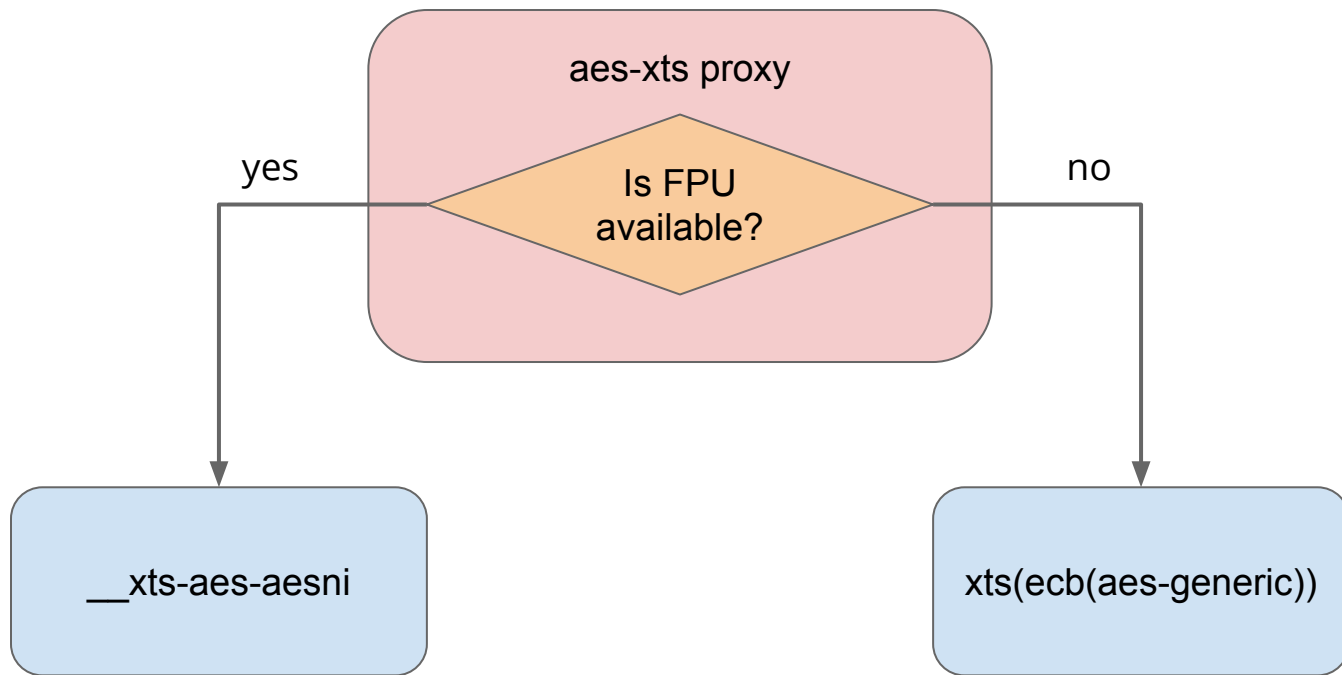 aes-xts proxy
yes
Is FPU
available?
no
__xts-aes-aesni
xts(ecb(aes-generic))